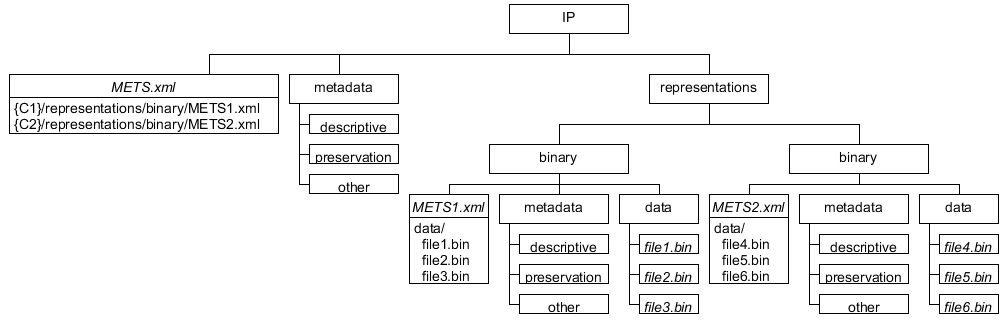 IP
METS.xml
{C1}/representations/binary/METS1.xml
{C2}/representations/binary/METS2.xml
metadata
descriptive
preservation
other
representations
binary
METS1.xml
data/
file1.bin
file2.bin
file3.bin
metadata
descriptive
preservation
other
data
file1.bin
file2.bin
file3.bin
binary
METS2.xml
data/
file4.bin
file5.bin
file6.bin
metadata
descriptive
preservation
other
data
file4.bin
file5.bin
file6.bin